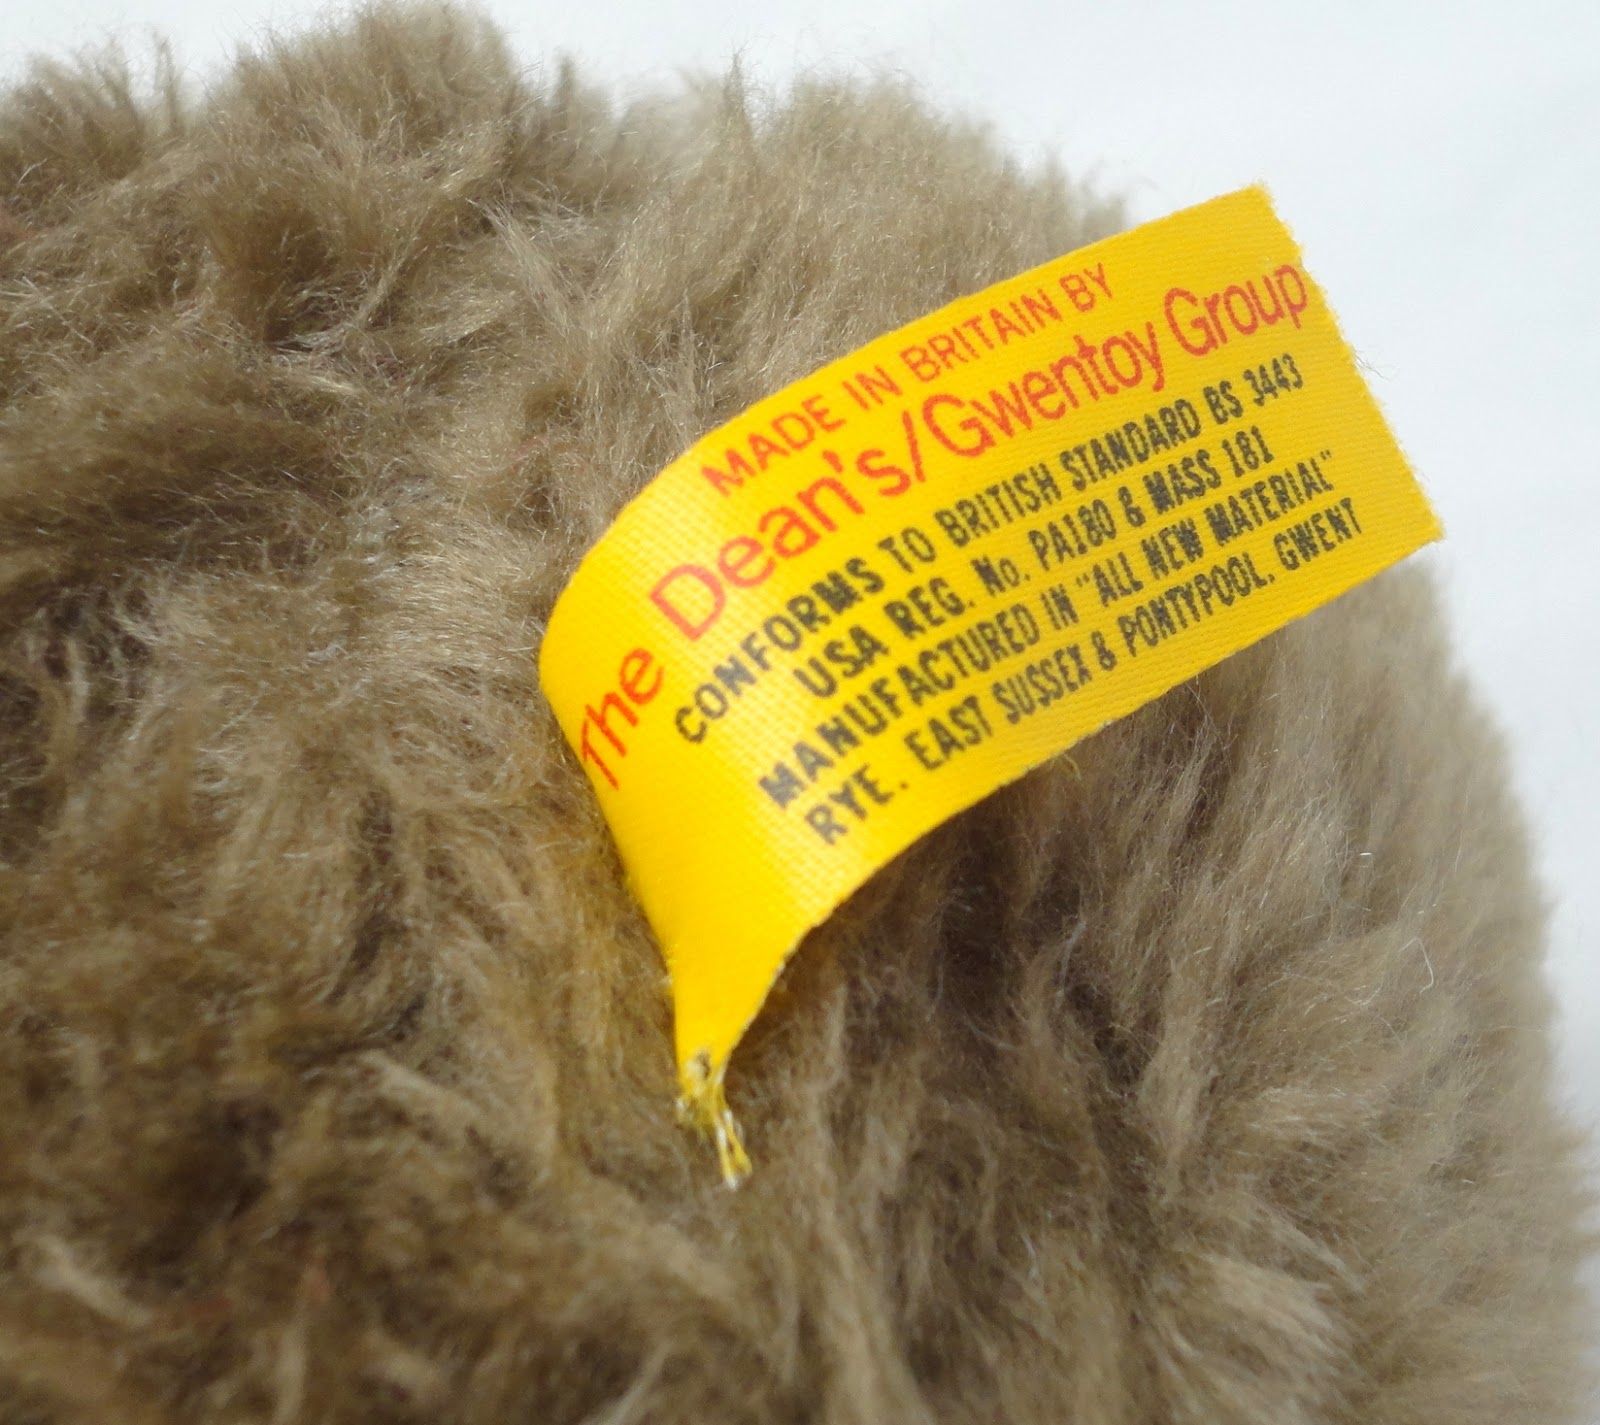 MADE IN BRITAIN BY
The Dean's/Gwentoy Group
CONFORMS TO BRITISH STANDARD BS 3443
USA REG. No. PA180 & MASS 181
MANUFACTURED IN "ALL NEW MATERIAL"
RYE. EAST SUSSEX & PONTYPOOL. GWENT